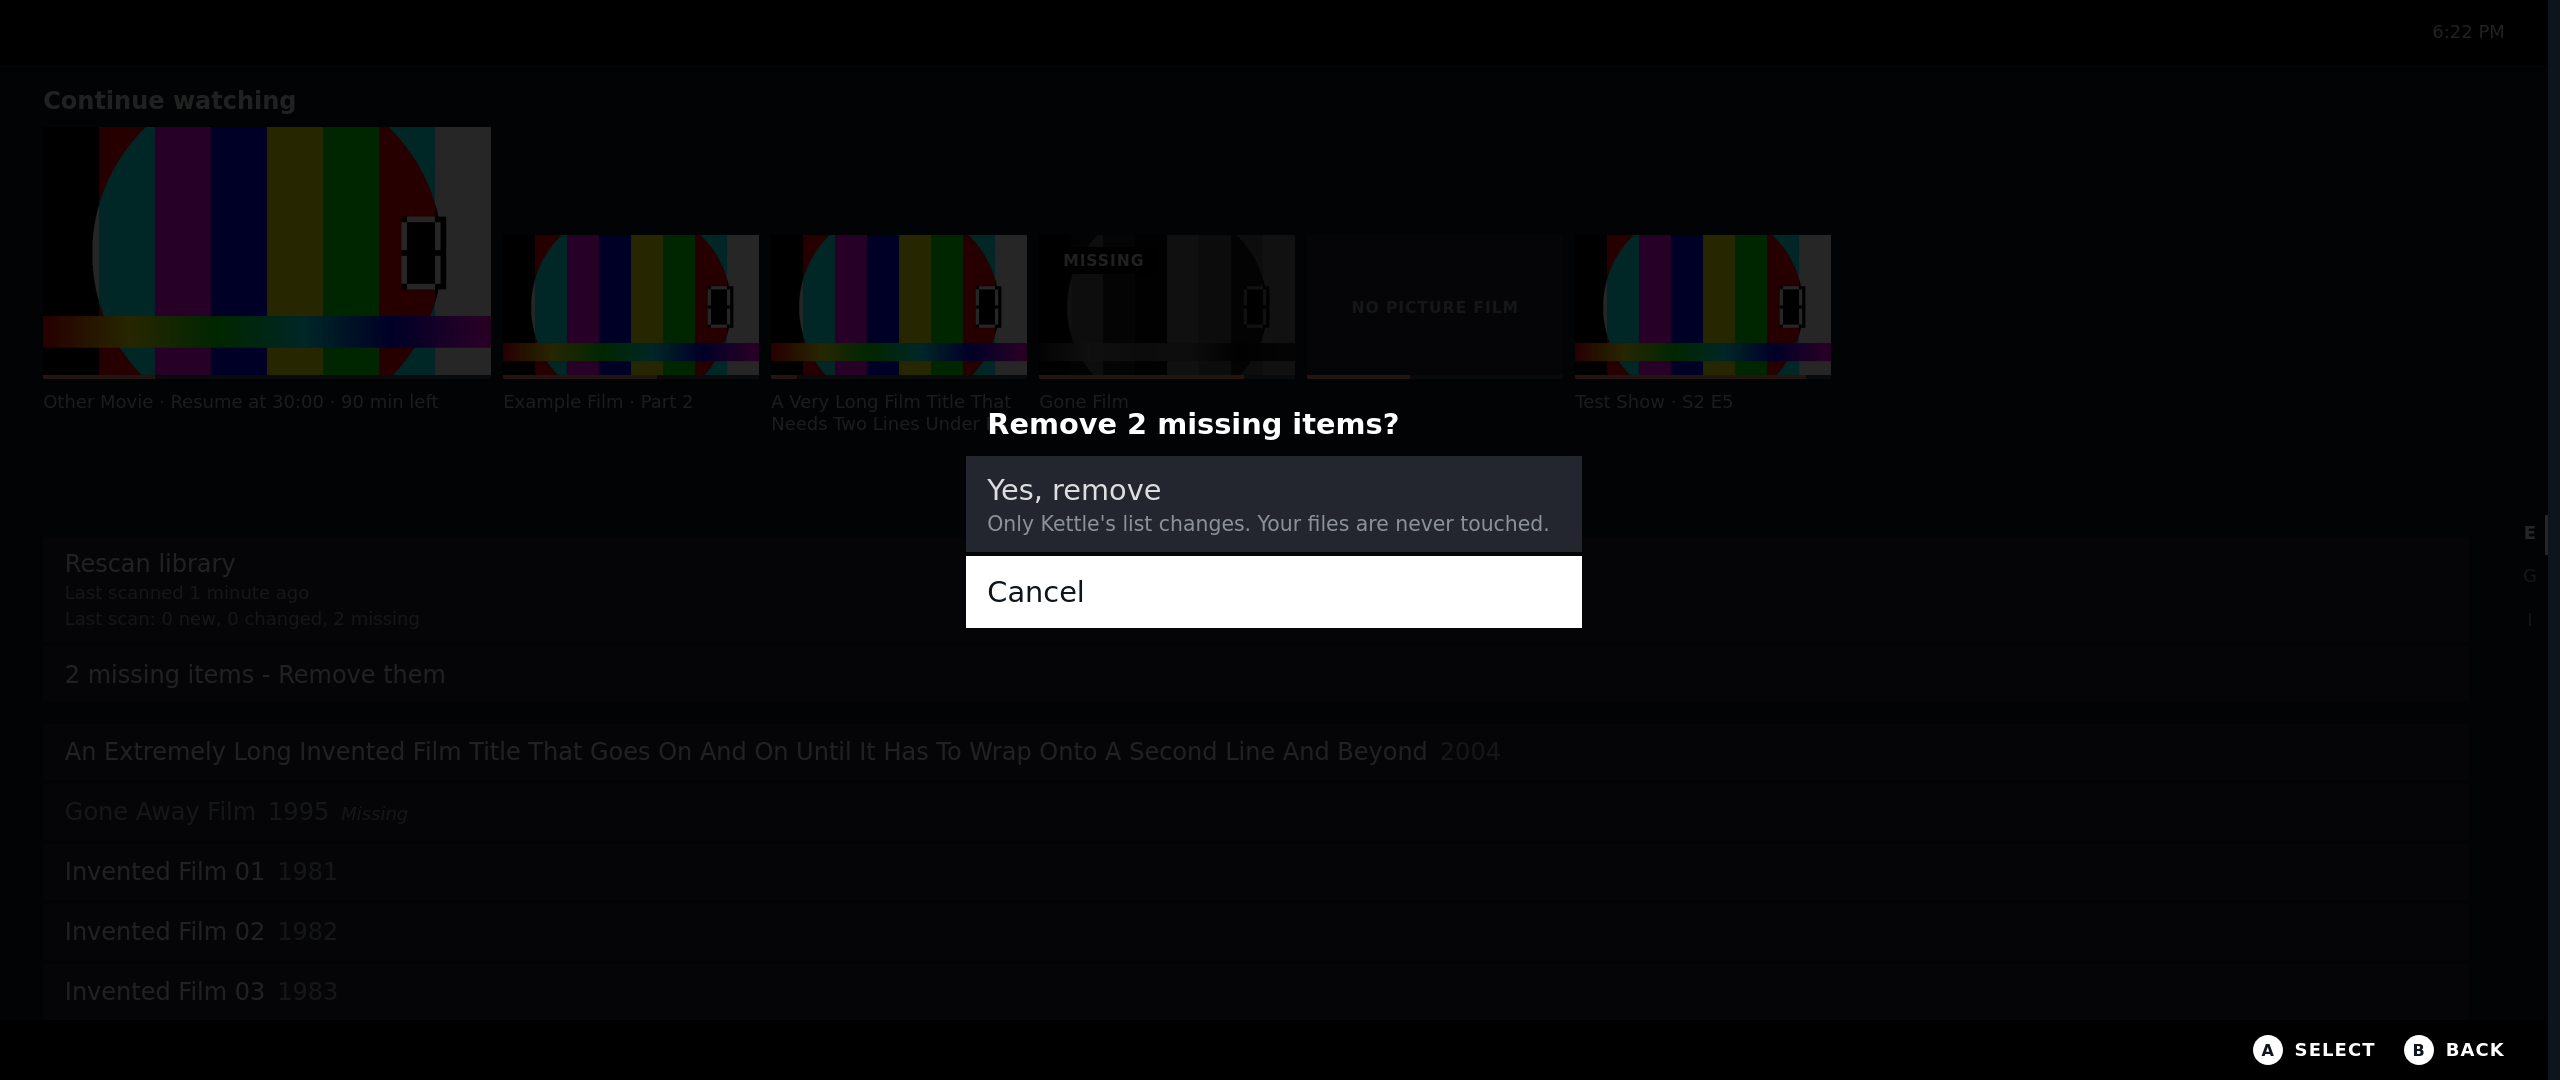 6:22 PM
Continue watching
MISSING
NO PICTURE FILM
Other Movie · Resume at 30:00 · 90 min left
Example Film · Part 2
A Very Long Film Title That
Needs Two Lines Under
Gone Film
Test Show · S2 E5
Remove 2 missing items?
Yes, remove
Only Kettle's list changes. Your files are never touched.
Cancel
Rescan library
Last scanned 1 minute ago
Last scan: 0 new, 0 changed, 2 missing
2 missing items - Remove them
An Extremely Long Invented Film Title That Goes On And On Until It Has To Wrap Onto A Second Line And Beyond 2004
Gone Away Film 1995 Missing
Invented Film 01 1981
Invented Film 02 1982
Invented Film 03 1983
E
G
I
A SELECT B BACK